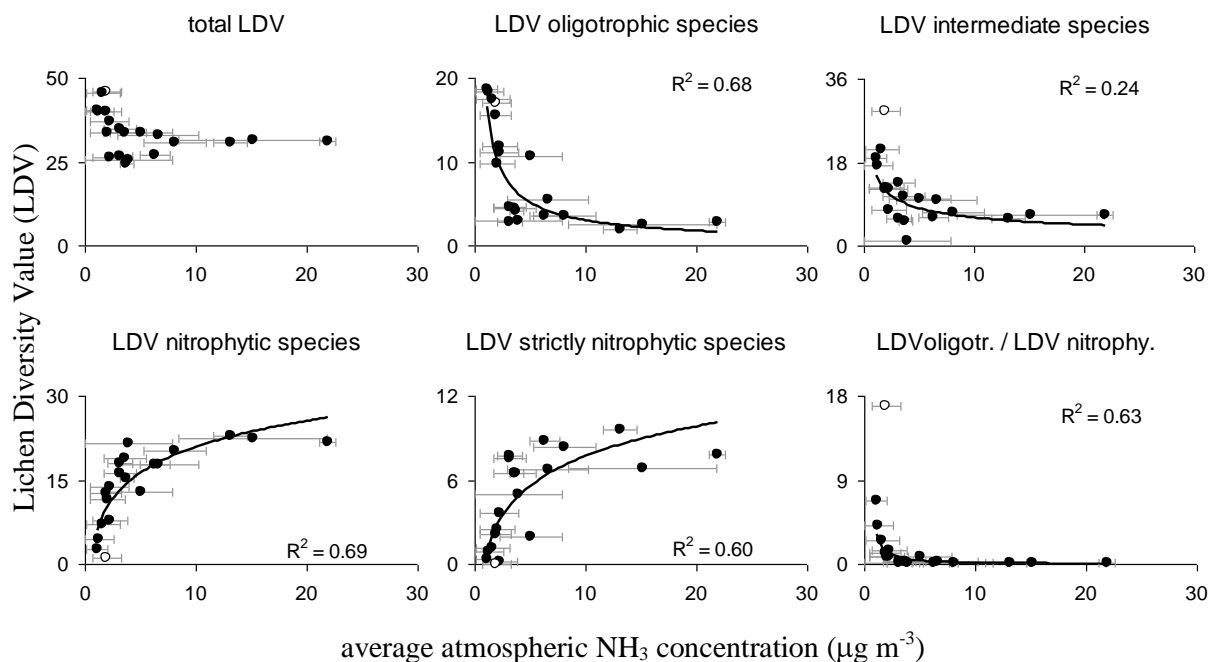 total LDV
LDV oligotrophic species
LDV intermediate species
50
25
0
0 10 20 30
20
10
0
0 10 20 30
R² = 0.68
36
18
0
0 10 20 30
R² = 0.24
Lichen Diversity Value (LDV)
LDV nitrophytic species
LDV strictly nitrophytic species
LDVoligotr. / LDV nitrophy.
30
15
0
0 10 20 30
R² = 0.69
12
6
0
0 10 20 30
R² = 0.60
18
9
0
0 10 20 30
R² = 0.63
average atmospheric NH₃ concentration (μg m⁻³)